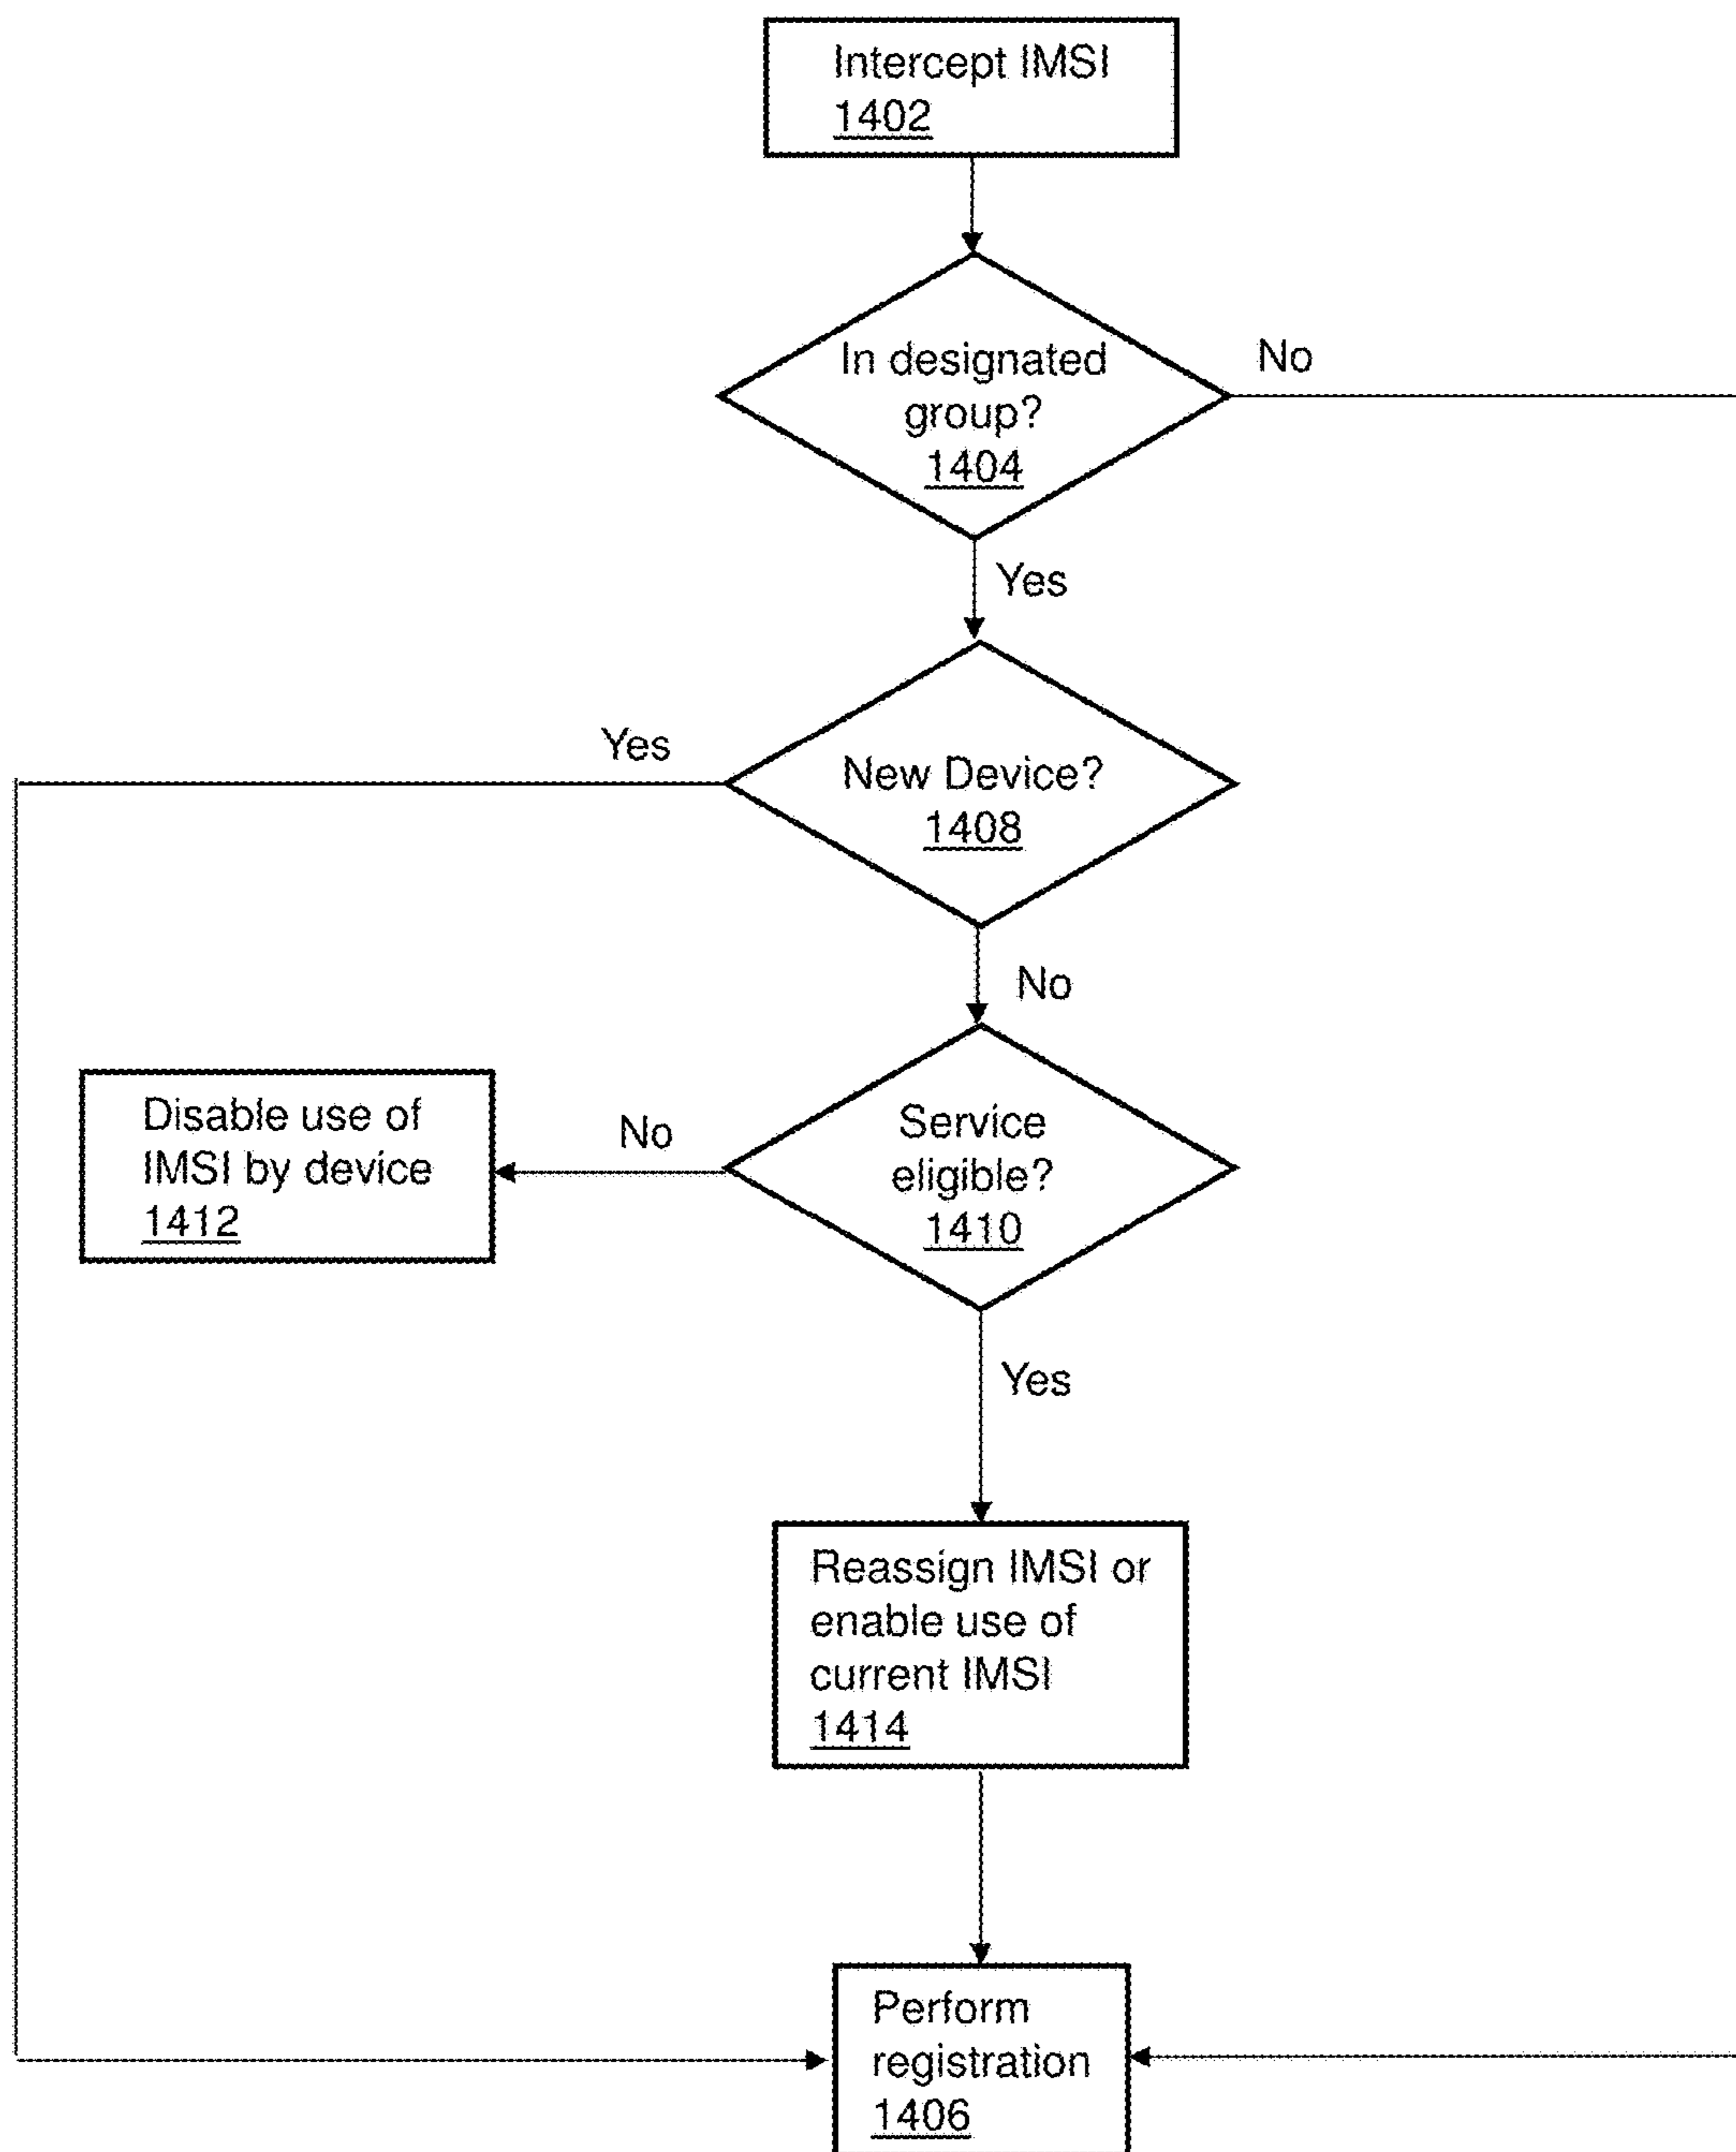 Intercept IMSI
1402
In designated
group?
1404
No
Yes
Yes
New Device?
1408
No
Disable use of
IMSI by device
1412
No
Service
eligible?
1410
Yes
Reassign IMSI or
enable use of
current IMSI
1414
Perform
registration
1406